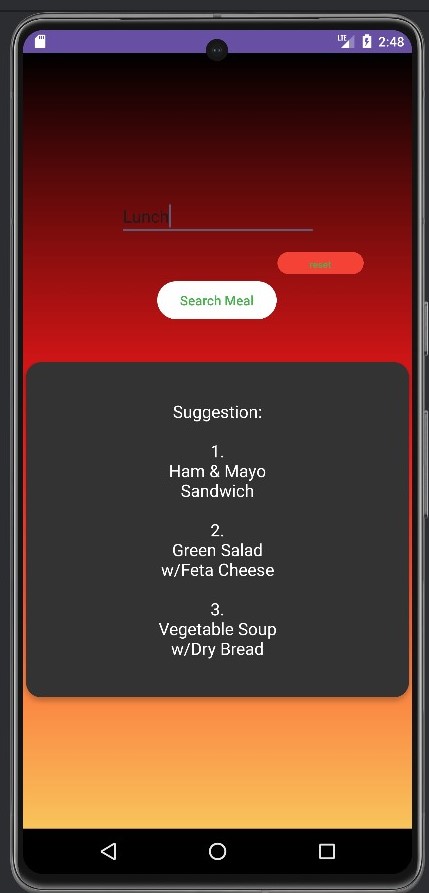 LTE 2:48
Lunch
reset
Search Meal
Suggestion:
1.
Ham & Mayo
Sandwich
2.
Green Salad
w/Feta Cheese
3.
Vegetable Soup
w/Dry Bread